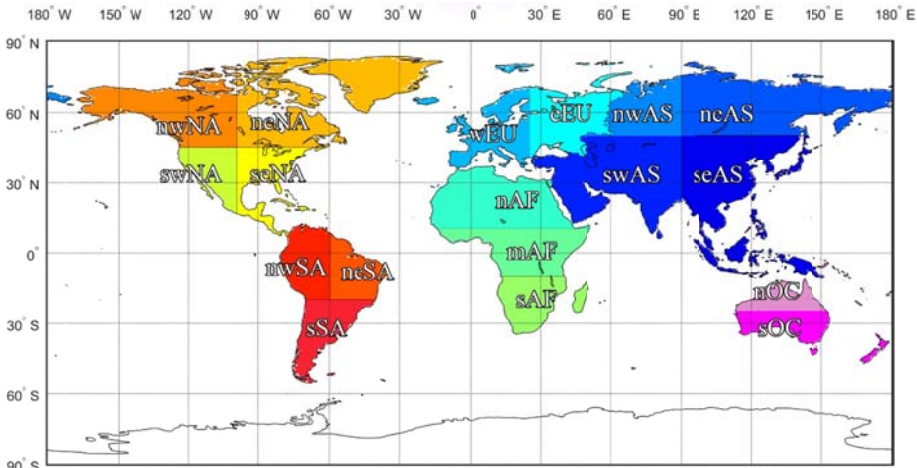 180° W 150° W 120° W 90° W 60° W 30° W 0° E 30° E 60° E 90° E 120° E 150° E 180° E
90° N
60° N
nwNA neNA wEU eEU nwAS neAS
swNA seNA swAS seAS
30° N
nAF
0°
nwSA neSA mAF
nOC
sAF
30° S
sSA sOC
60° S
90° S